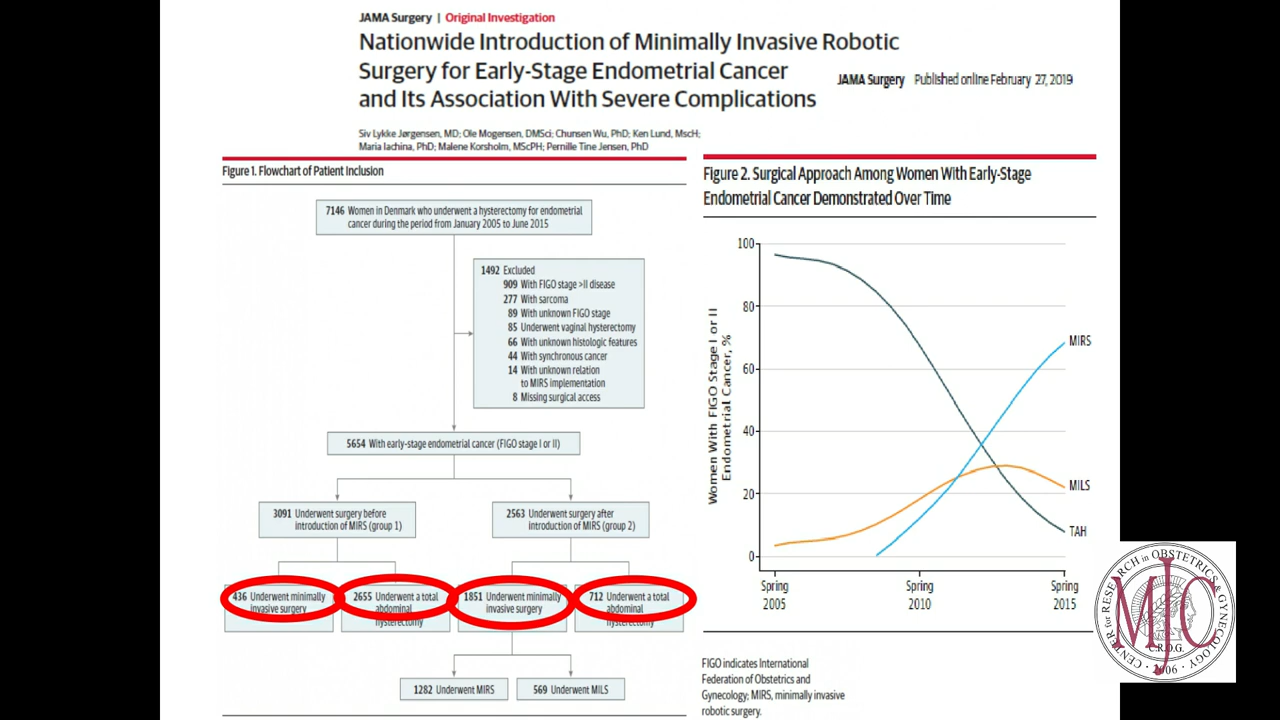 JAMA Surgery | Original Investigation
Nationwide Introduction of Minimally Invasive Robotic
Surgery for Early-Stage Endometrial Cancer
and Its Association With Severe Complications
JAMA Surgery Published online February 27, 2019
Siv Lykke Jørgensen, MD; Ole Mogensen, DMSci; Chunsen Wu, PhD; Ken Lund, MscH;
Maria Iachina, PhD; Malene Korsholm, MScPH; Pernille Tine Jensen, PhD
Figure 1. Flowchart of Patient Inclusion
7146 Women in Denmark who underwent a hysterectomy for endometrial
cancer during the period from January 2005 to June 2015
1492 Excluded
909 With FIGO stage >II disease
277 With sarcoma
89 With unknown FIGO stage
85 Underwent vaginal hysterectomy
66 With unknown histologic features
44 With synchronous cancer
14 With unknown relation
to MIRS implementation
8 Missing surgical access
5654 With early-stage endometrial cancer (FIGO stage I or II)
3091 Underwent surgery before
introduction of MIRS (group 1)
2563 Underwent surgery after
introduction of MIRS (group 2)
436 Underwent minimally
invasive surgery
2655 Underwent a total
abdominal
hysterectomy
1851 Underwent minimally
invasive surgery
712 Underwent a total
abdominal
hysterectomy
1282 Underwent MIRS
569 Underwent MILS
Figure 2. Surgical Approach Among Women With Early-Stage
Endometrial Cancer Demonstrated Over Time
Women With FIGO Stage I or II
Endometrial Cancer, %
100
80
60
40
20
0
MIRS
MILS
TAH
Spring
2005
Spring
2010
Spring
2015
FIGO indicates International
Federation of Obstetrics and
Gynecology; MIRS, minimally invasive
robotic surgery.
CENTER for RESEARCH in OBSTETRICS & GYNECOLOGY
MJC
C.R.O.G.
2006